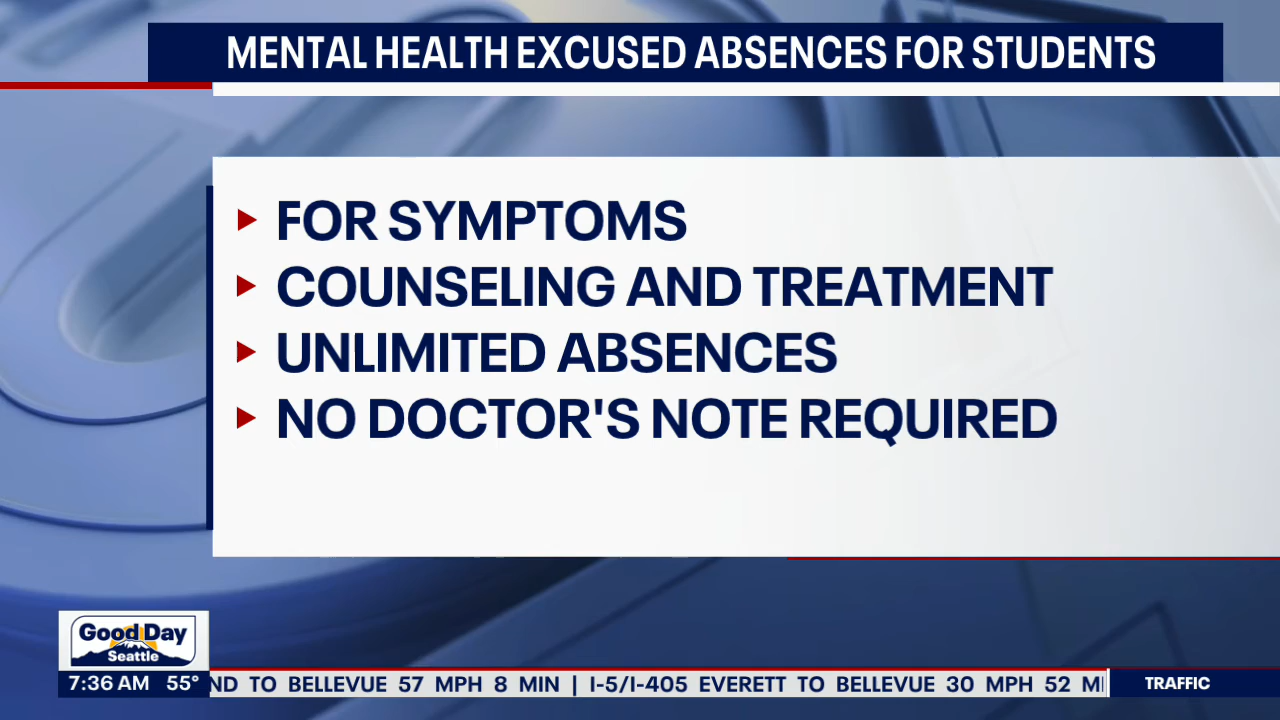 MENTAL HEALTH EXCUSED ABSENCES FOR STUDENTS
FOR SYMPTOMS
COUNSELING AND TREATMENT
UNLIMITED ABSENCES
NO DOCTOR'S NOTE REQUIRED
Good Day
Seattle
7:36 AM 55° ND TO BELLEVUE 57 MPH 8 MIN | I-5/I-405 EVERETT TO BELLEVUE 30 MPH 52 MI TRAFFIC